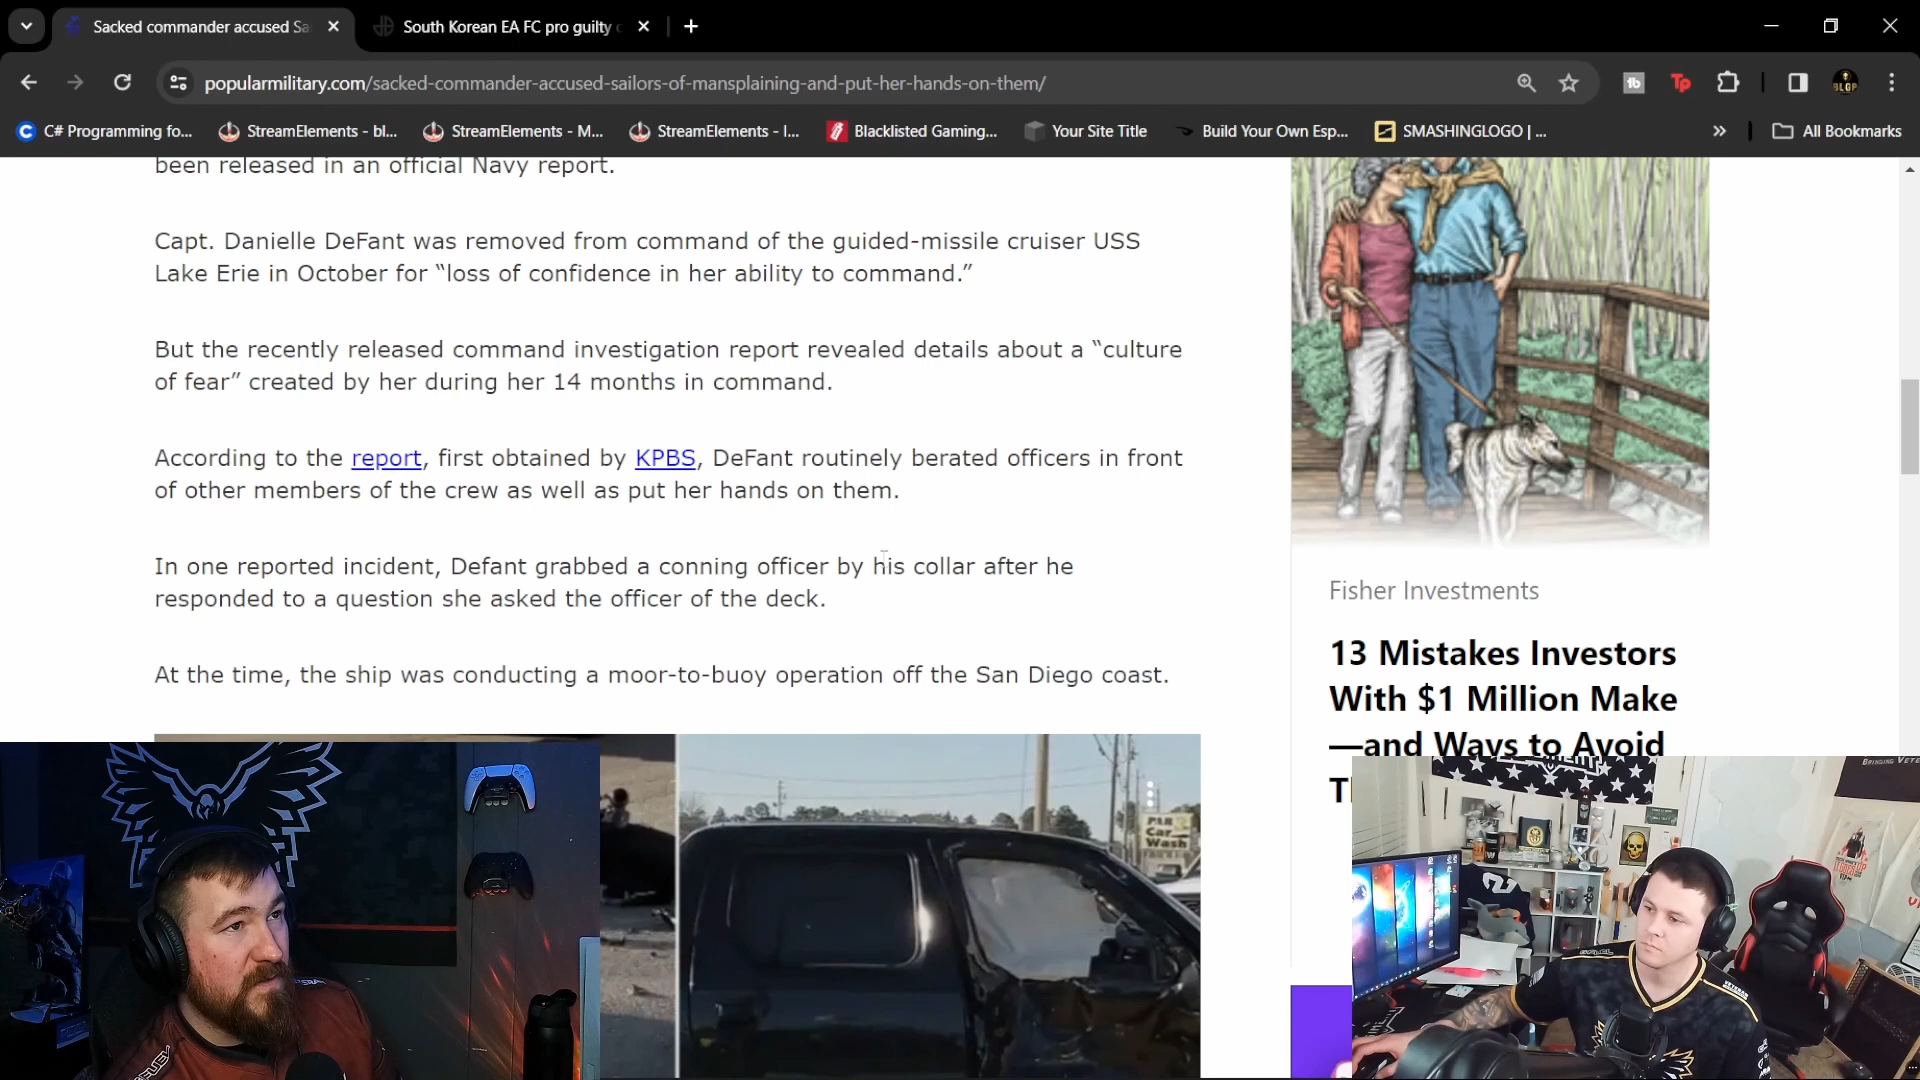 Sacked commander accused Sa
South Korean EA FC pro guilty
popularmilitary.com/sacked-commander-accused-sailors-of-mansplaining-and-put-her-hands-on-them/
C# Programming fo...
StreamElements - bl...
StreamElements - M...
StreamElements - I...
Blacklisted Gaming...
Your Site Title
Build Your Own Esp...
SMASHINGLOGO | ...
All Bookmarks
been released in an official Navy report.
Capt. Danielle DeFant was removed from command of the guided-missile cruiser USS
Lake Erie in October for “loss of confidence in her ability to command.”
But the recently released command investigation report revealed details about a “culture
of fear” created by her during her 14 months in command.
According to the report, first obtained by KPBS, DeFant routinely berated officers in front
of other members of the crew as well as put her hands on them.
In one reported incident, Defant grabbed a conning officer by his collar after he
responded to a question she asked the officer of the deck.
At the time, the ship was conducting a moor-to-buoy operation off the San Diego coast.
Fisher Investments
13 Mistakes Investors
With $1 Million Make
—and Ways to Avoid
Car
Wash